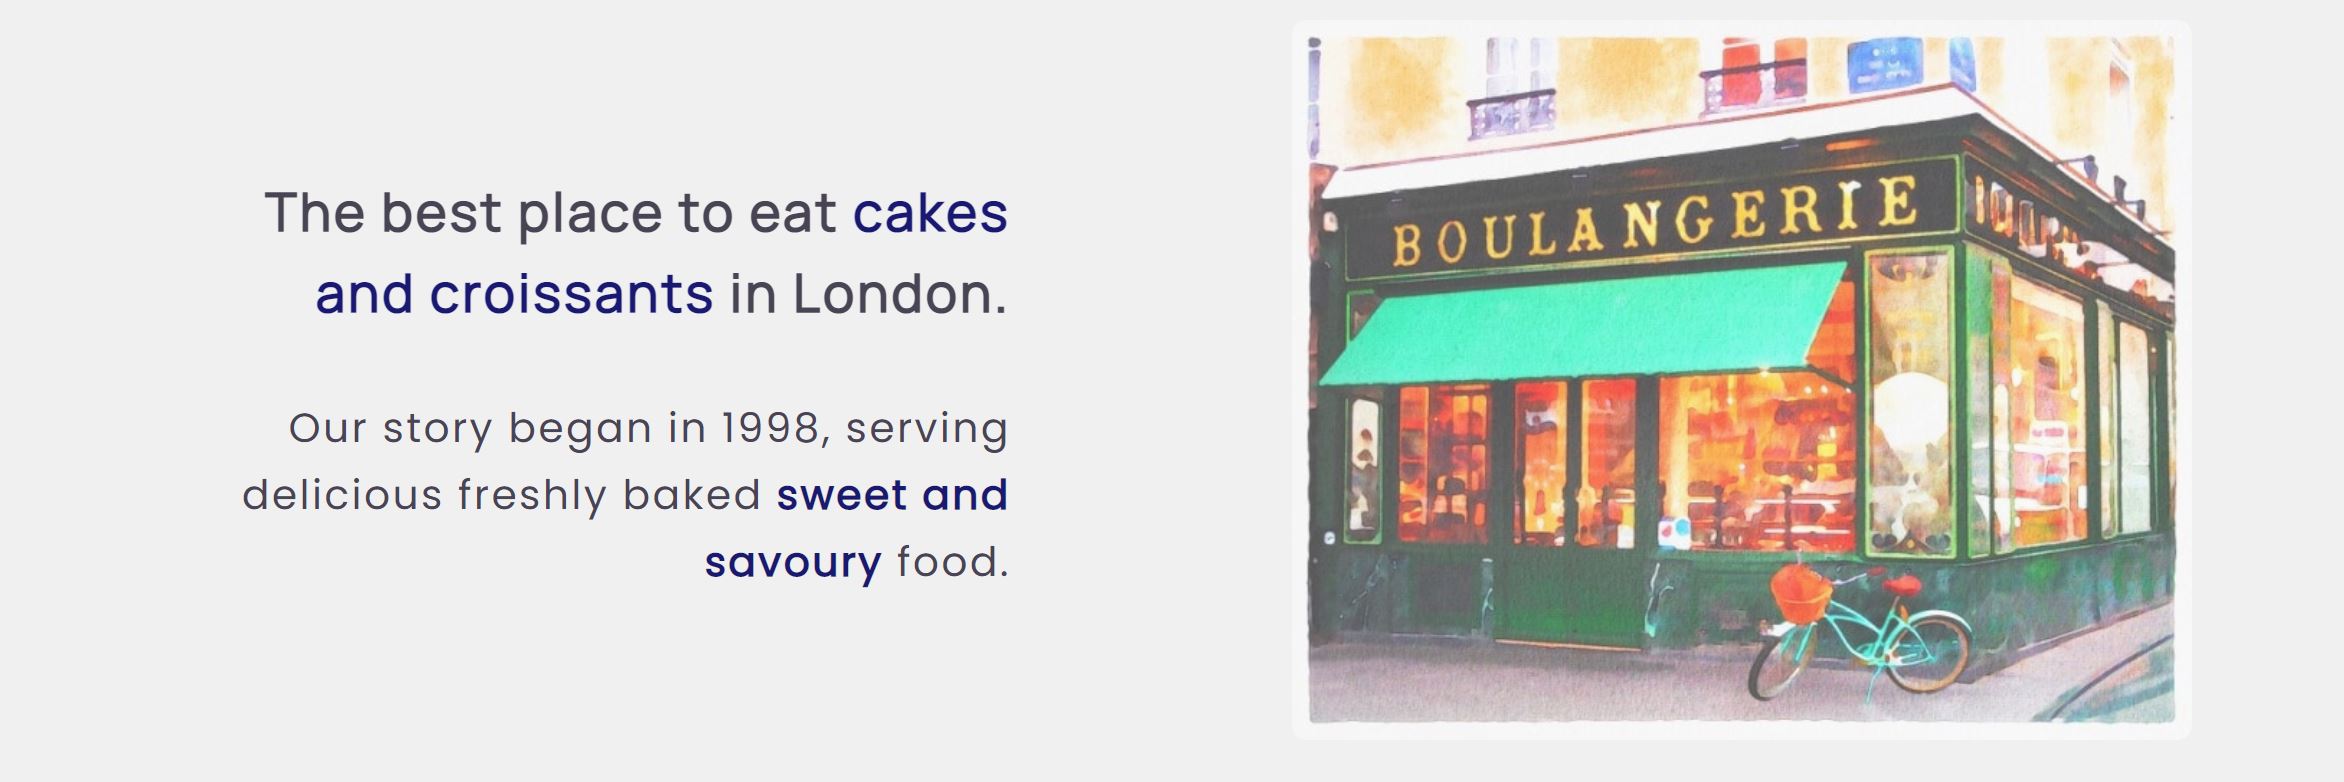 The best place to eat cakes
and croissants in London.
Our story began in 1998, serving
delicious freshly baked sweet and
savoury food.
BOULANGERIE